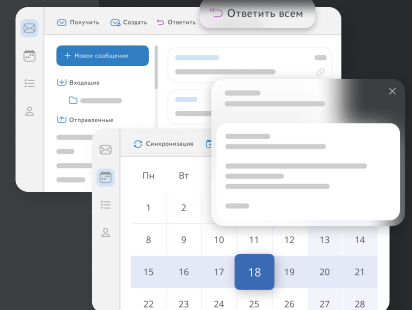 Ответить всем
Получить
Создать
Ответить
+ Новое сообщение
Входящие
Отправленные
Синхронизация
Пн Вт
1 2
8 9 10 11 12 13 14
15 16 17 18 19 20 21
22 23 24 25 26 27 28